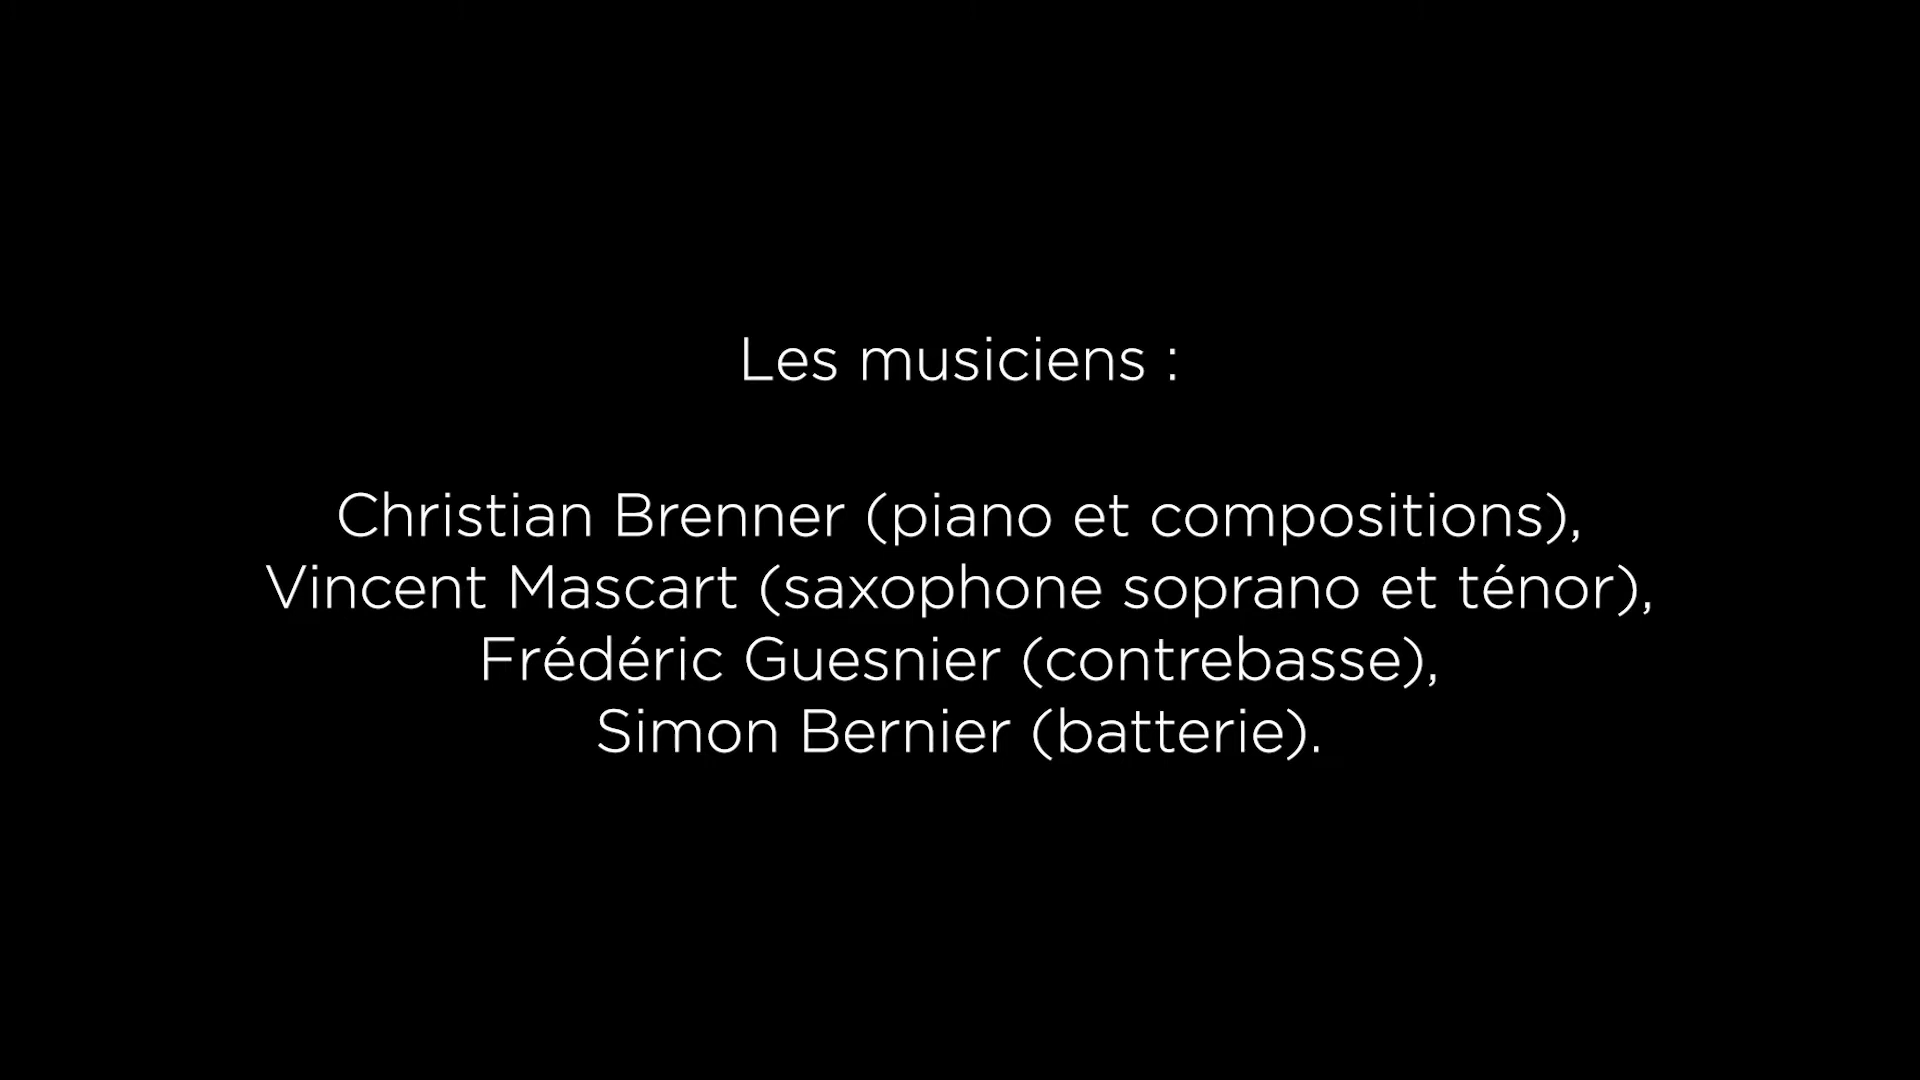 Les musiciens :
Christian Brenner (piano et compositions),
Vincent Mascart (saxophone soprano et ténor),
Frédéric Guesnier (contrebasse),
Simon Bernier (batterie).